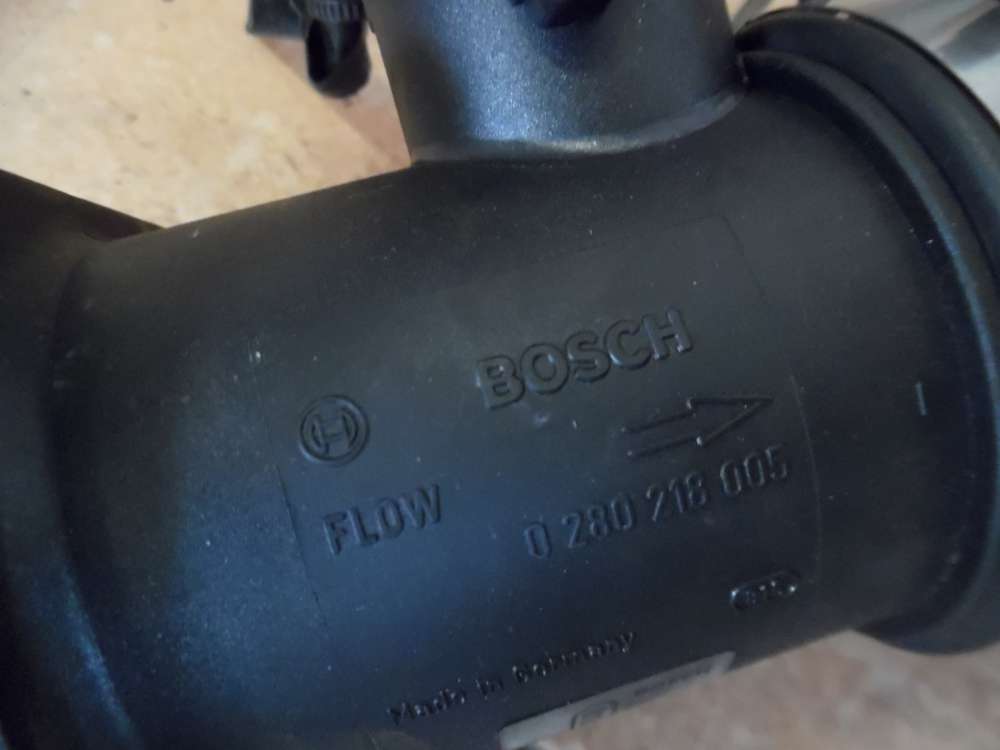 BOSCH
FLOW
0 280 218 005
Made in Germany